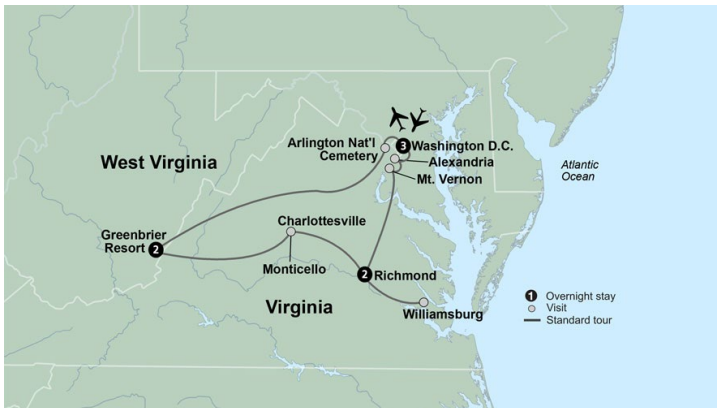 Arlington Nat'l
Cemetery
3
Washington D.C.
Alexandria
Mt. Vernon
West Virginia
Atlantic
Ocean
Charlottesville
Greenbrier
Resort
2
Monticello
2
Richmond
Virginia
Williamsburg
1 Overnight stay
Visit
Standard tour